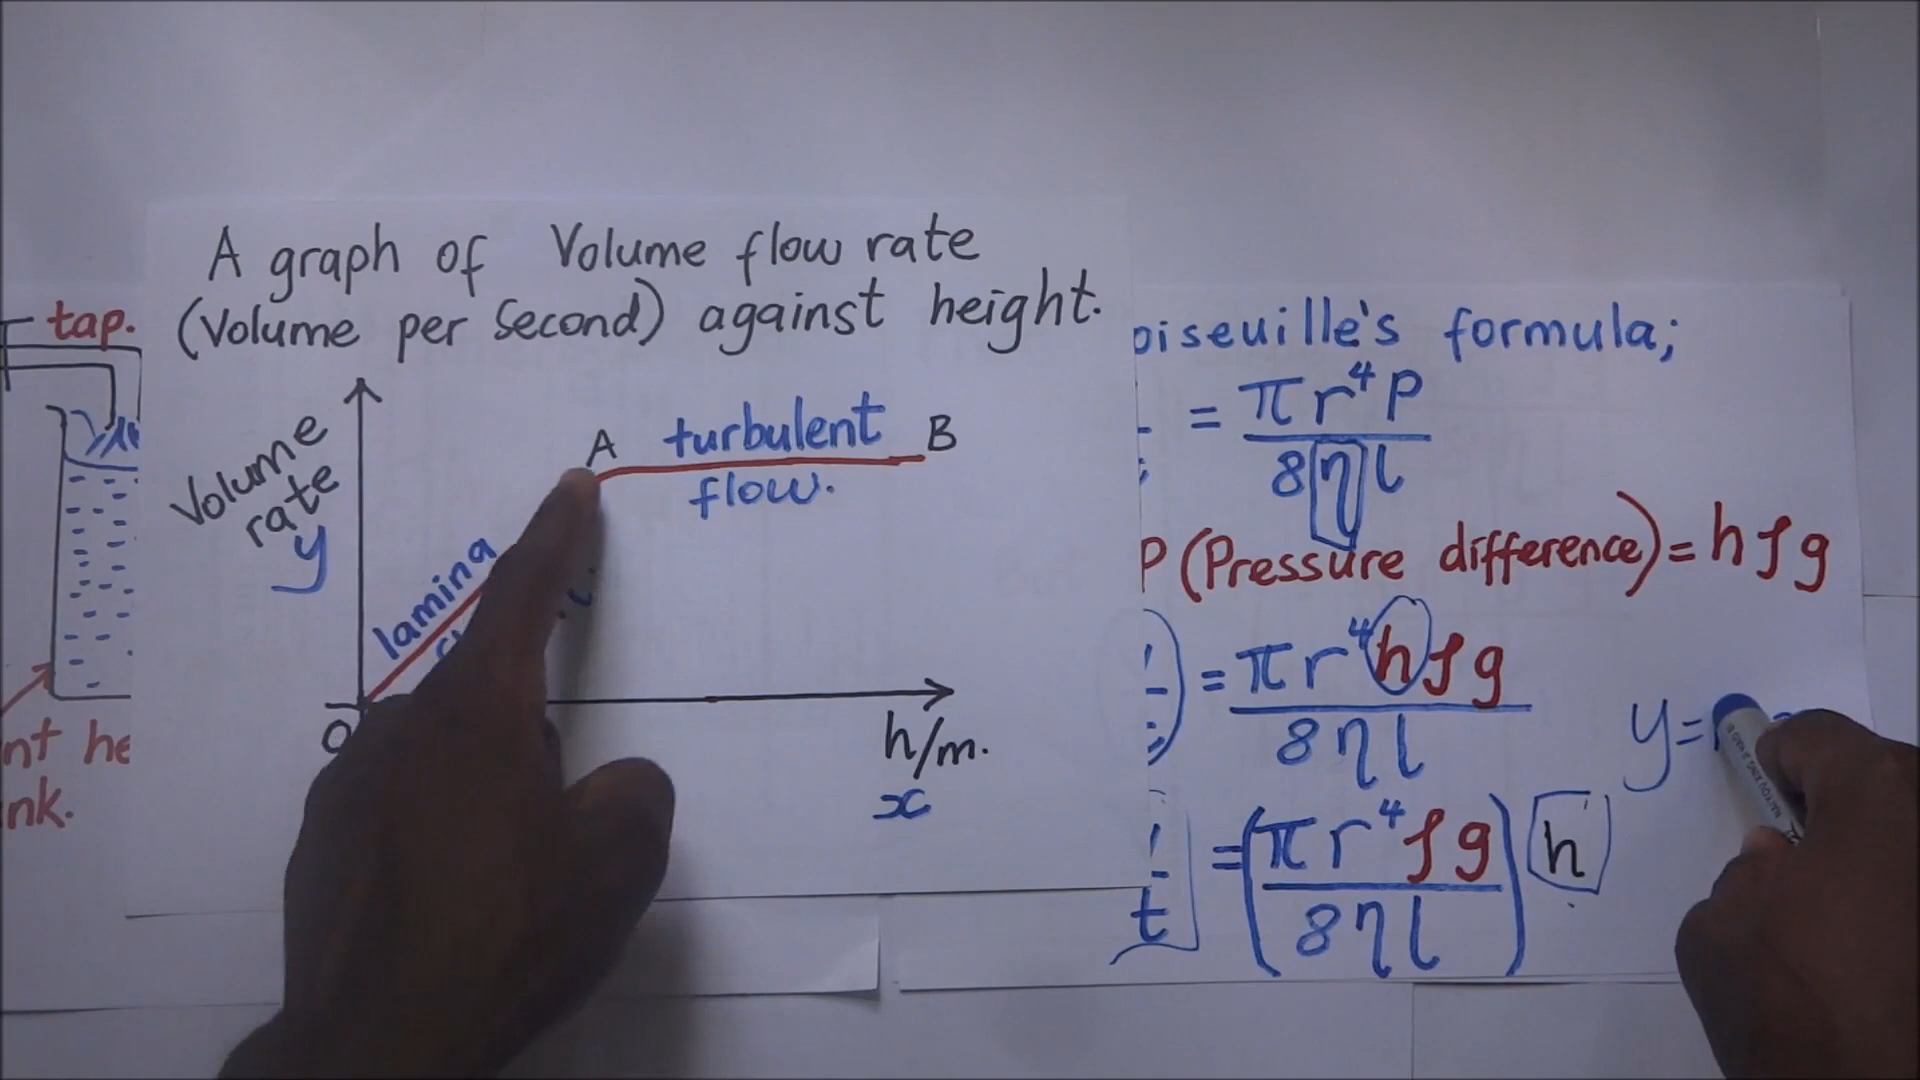 A graph of Volume flow rate
(Volume per second) against height.
tap.
Volume
rate
y
A turbulent B
flow.
lamina
O
h/m.
x
nt he
nk.
oiseuille's formula;
= πr⁴P
8ηl
P (Pressure difference) = hρg
= πr⁴hρg
8ηl
y=
t = (πr⁴ρg / 8ηl) h